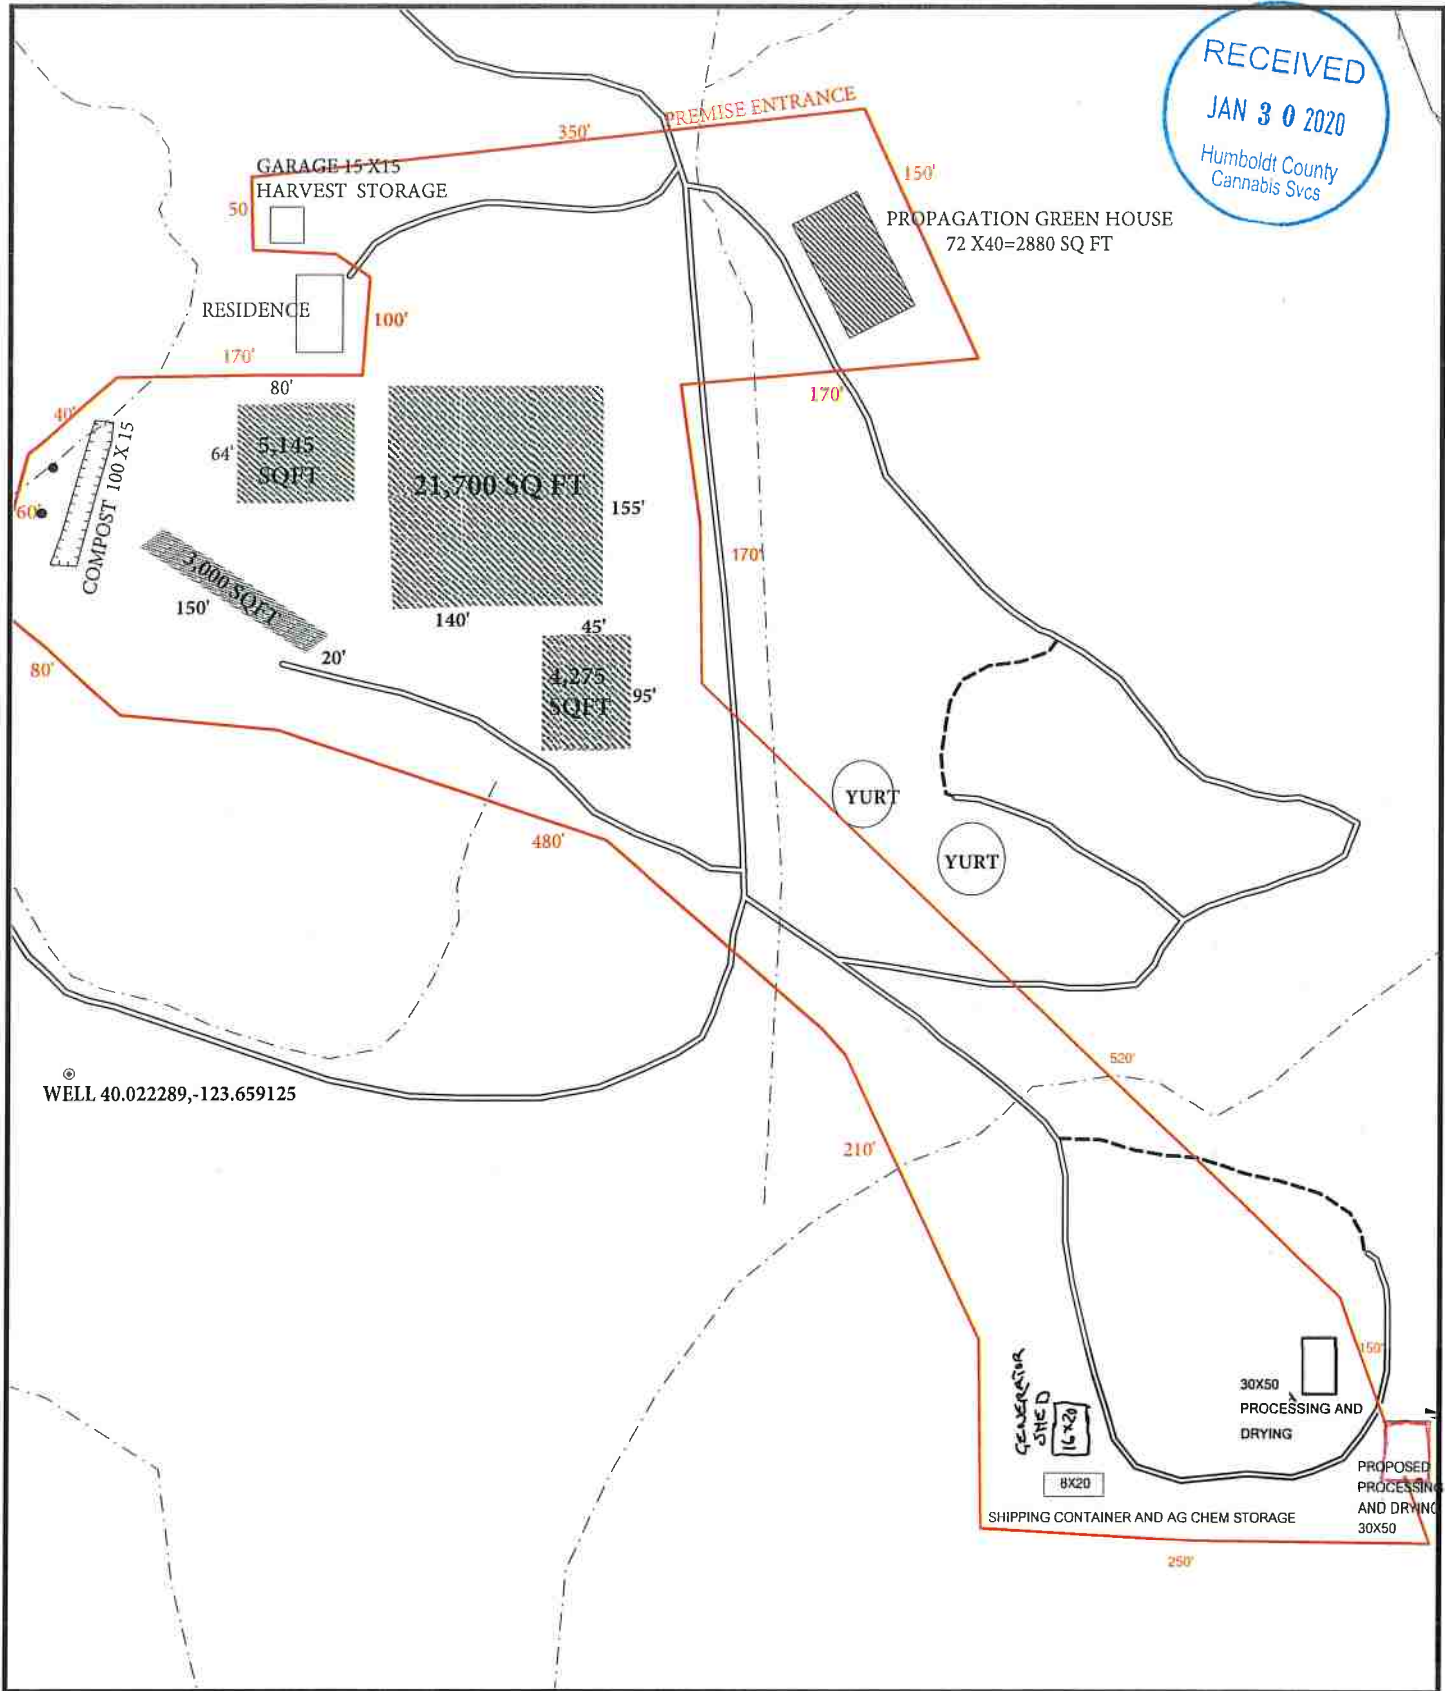 RECEIVED
JAN 30 2020
Humboldt County
Cannabis Svcs
PREMISE ENTRANCE
350'
150'
GARAGE 15 X15
HARVEST STORAGE
50
PROPAGATION GREEN HOUSE
72 X40=2880 SQ FT
RESIDENCE
100'
170'
170'
80'
40'
64'
5,145
SQFT
21,700 SQ FT
155'
60'
COMPOST 100 X 15
170'
3,000 SQFT
150'
140'
45'
20'
80'
4,275
SQFT
95'
YURT
480'
YURT
520'
WELL 40.022289,-123.659125
210'
150'
GENERATOR
SHED
16x20
30X50
PROCESSING AND
DRYING
8X20
SHIPPING CONTAINER AND AG CHEM STORAGE
PROPOSED
PROCESSING
AND DRYING
30X50
250'